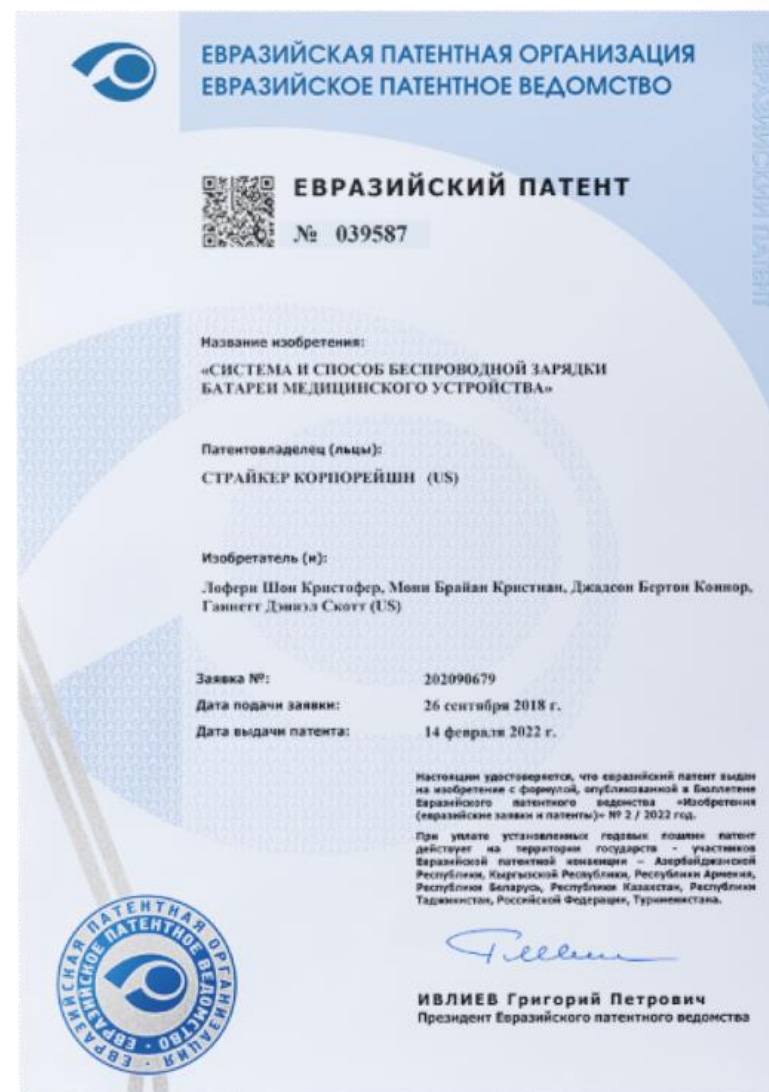 ЕВРАЗИЙСКАЯ ПАТЕНТНАЯ ОРГАНИЗАЦИЯ
ЕВРАЗИЙСКОЕ ПАТЕНТНОЕ ВЕДОМСТВО
ЕВРАЗИЙСКИЙ ПАТЕНТ
ЕВРАЗИЙСКИЙ ПАТЕНТ
№ 039587
Название изобретения:
«СИСТЕМА И СПОСОБ БЕСПРОВОДНОЙ ЗАРЯДКИ
БАТАРЕИ МЕДИЦИНСКОГО УСТРОЙСТВА»
Патентовладелец (льцы):
СТРАЙКЕР КОРПОРЕЙШН (US)
Изобретатель (и):
Лофери Шон Кристофер, Мони Брайан Кристиан, Джадсон Бертон Коннор,
Ганнетт Дэниэл Скотт (US)
Заявка №: 202090679
Дата подачи заявки: 26 сентября 2018 г.
Дата выдачи патента: 14 февраля 2022 г.
Настоящим удостоверяется, что евразийский патент выдан
на изобретение с формулой, опубликованной в Бюллетене
Евразийского патентного ведомства «Изобретения
(евразийские заявки и патенты)» № 2 / 2022 год.
При уплате установленных годовых пошлин патент
действует на территории государств - участников
Евразийской патентной конвенции – Азербайджанской
Республики, Кыргызской Республики, Республики Армения,
Республики Беларусь, Республики Казахстан, Республики
Таджикистан, Российской Федерации, Туркменистана.
ИВЛИЕВ Григорий Петрович
Президент Евразийского патентного ведомства
ЕВРАЗИЙСКАЯ ПАТЕНТНАЯ ОРГАНИЗАЦИЯ
ЕВРАЗИЙСКОЕ ПАТЕНТНОЕ ВЕДОМСТВО